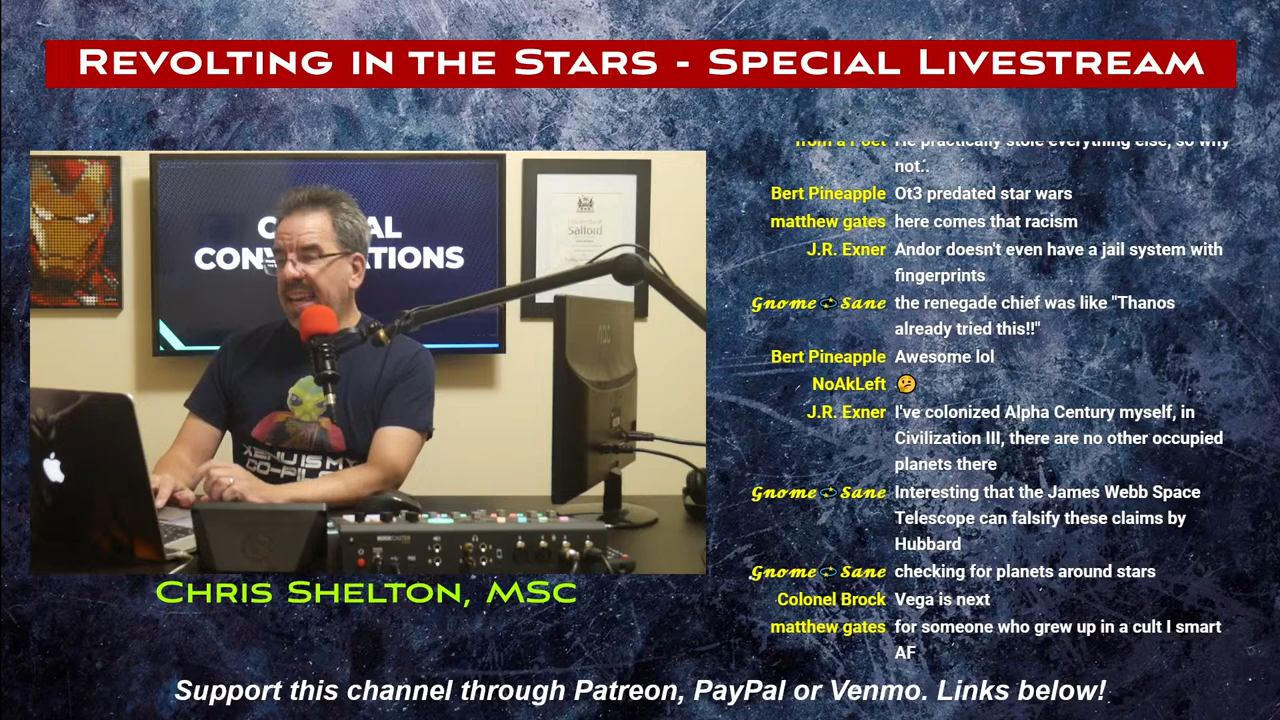 REVOLTING IN THE STARS - SPECIAL LIVESTREAM
not..
Bert Pineapple Ot3 predated star wars
matthew gates here comes that racism
J.R. Exner Andor doesn't even have a jail system with
fingerprints
Gnome Sane the renegade chief was like "Thanos
already tried this!!"
Bert Pineapple Awesome lol
NoAkLeft 🤨
J.R. Exner I've colonized Alpha Century myself, in
Civilization III, there are no other occupied
planets there
Gnome Sane Interesting that the James Webb Space
Telescope can falsify these claims by
Hubbard
Gnome Sane checking for planets around stars
Colonel Brock Vega is next
matthew gates for someone who grew up in a cult I smart
AF
Salford
XENU IS MY
CHRIS SHELTON, MSC
Support this channel through Patreon, PayPal or Venmo. Links below!